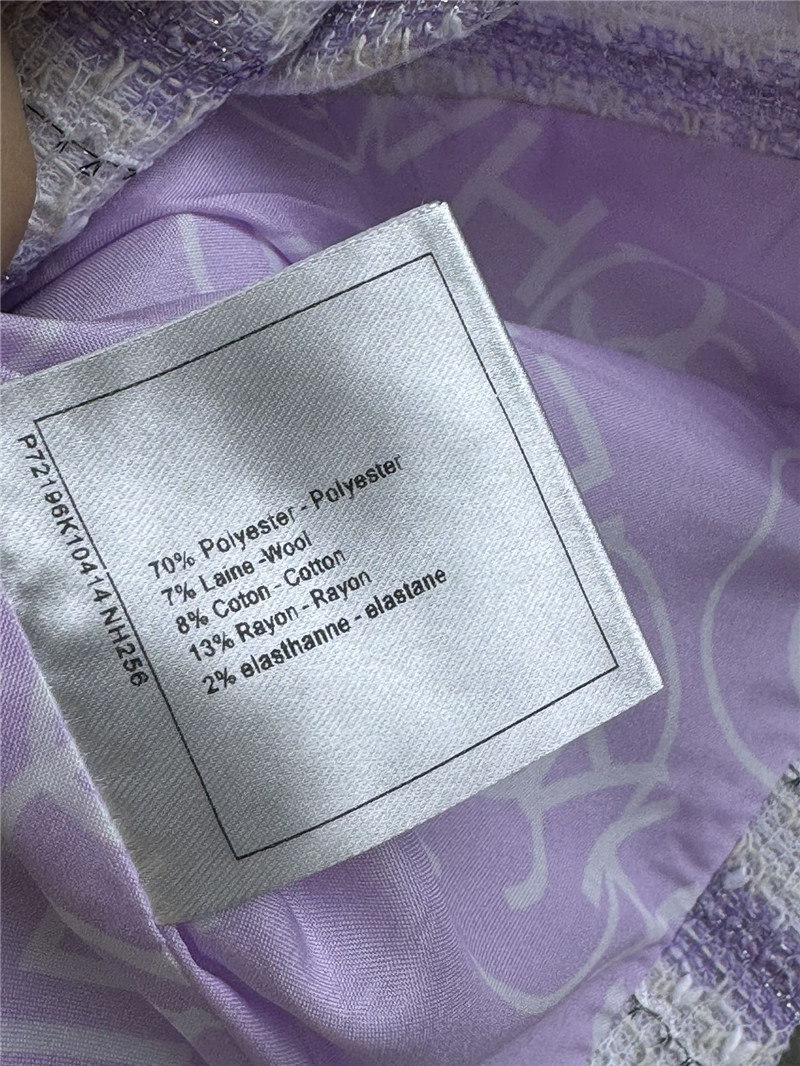 P72196K10414 NH256
70% Polyester - Polyester
7% Laine -Wool
8% Coton - Cotton
13% Rayon - Rayon
2% elasthanne - elastane